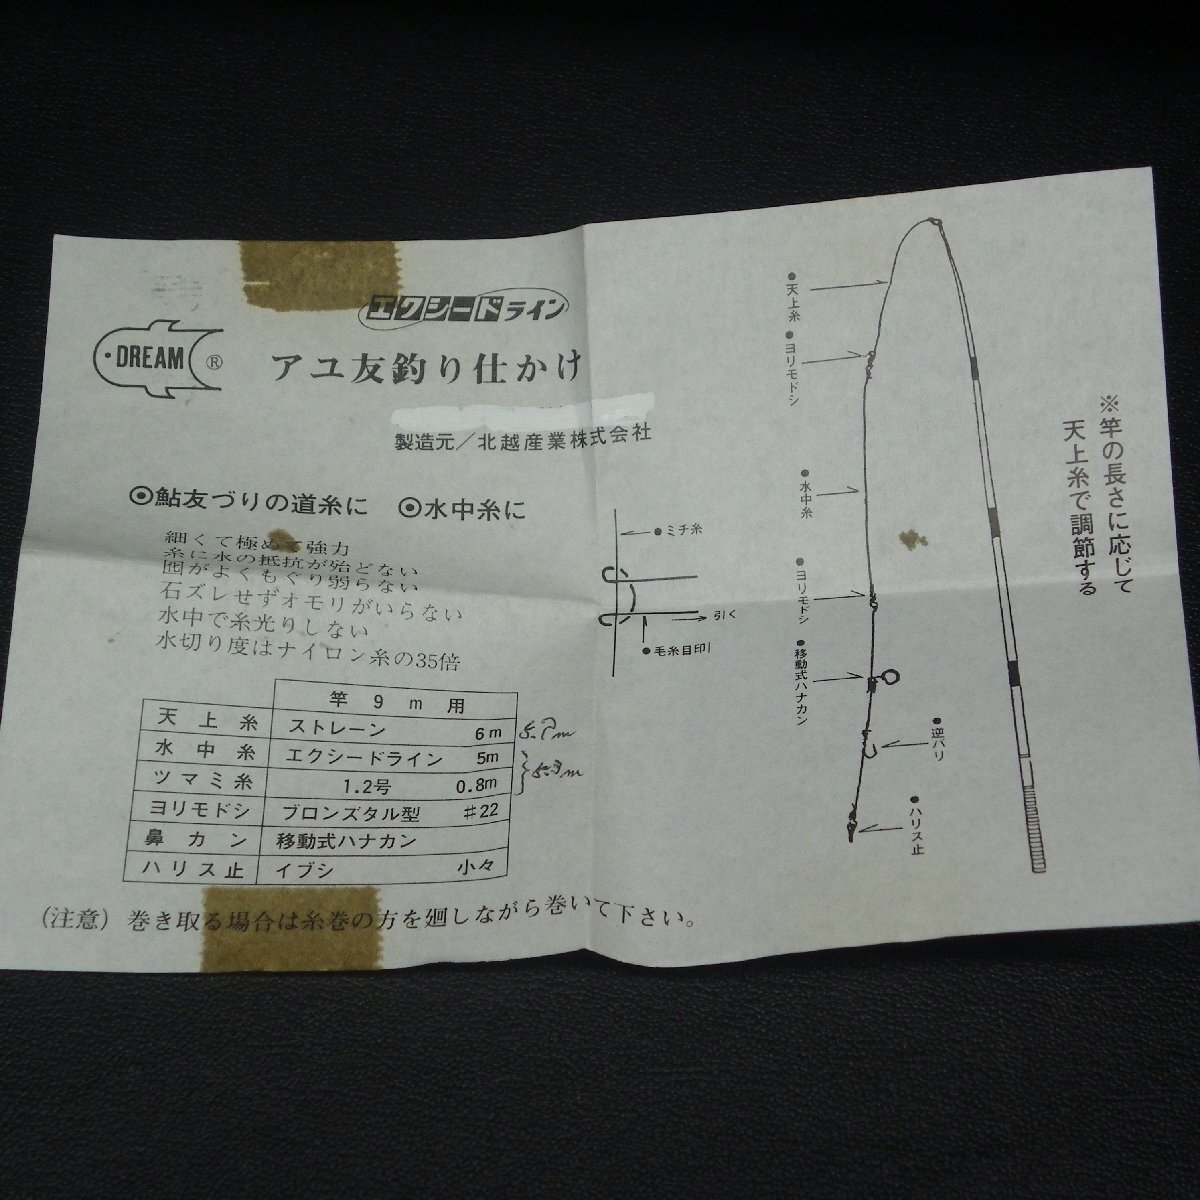 エクシードライン
・DREAM ®
アユ友釣り仕かけ
製造元／北越産業株式会社
◉鮎友づりの道糸に ◉水中糸に
細くて極めて強力
糸に水の抵抗が殆どない
囮がよくもぐり弱らない
石ズレせずオモリがいらない
水中で糸光りしない
水切り度はナイロン糸の35倍
竿9m用
天上糸 ストレーン 6m
水中糸 エクシードライン 5m
ツマミ糸 1.2号 0.8m
5.3m
ヨリモドシ ブロンズタル型 ♯22
鼻カン 移動式ハナカン
ハリス止 イブシ 小々
(注意) 巻き取る場合は糸巻の方を廻しながら巻いて下さい。
●ミチ糸
引く
●毛糸目印
●天上糸
●ヨリモドシ
●水中糸
●ヨリモドシ
●移動式ハナカン
●逆バリ
●ハリス止
※竿の長さに応じて
天上糸で調節する